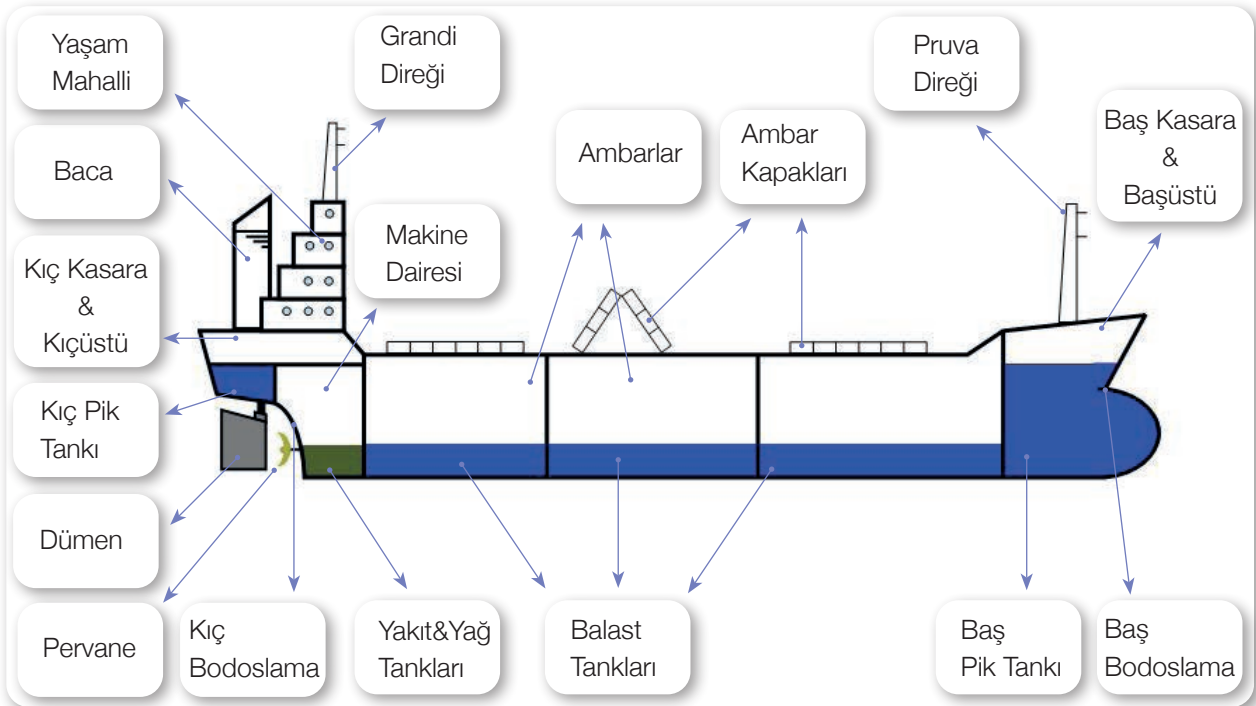 Yaşam
Mahalli
Grandi
Direği
Pruva
Direği
Baca
Ambarlar
Ambar
Kapakları
Baş Kasara
&
Başüstü
Kıç Kasara
&
Kıçüstü
Makine
Dairesi
Kıç Pik
Tankı
Dümen
Pervane
Kıç
Bodoslama
Yakıt&Yağ
Tankları
Balast
Tankları
Baş
Pik Tankı
Baş
Bodoslama